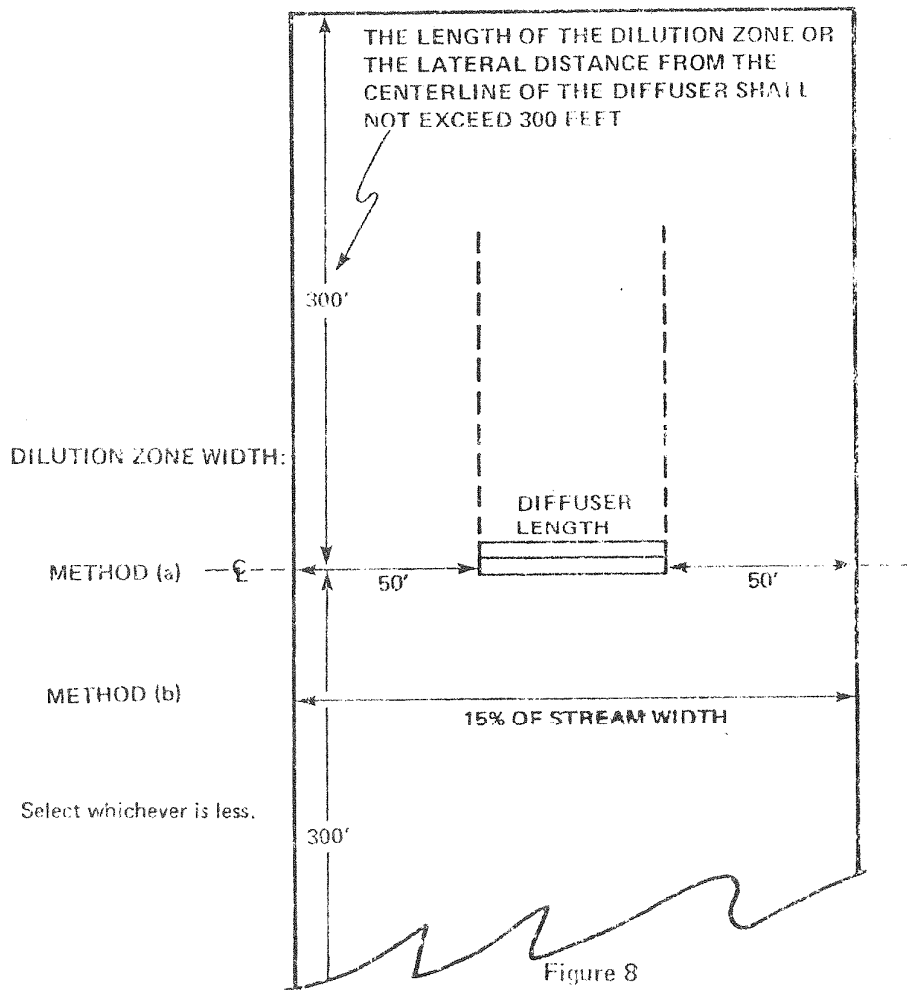 THE LENGTH OF THE DILUTION ZONE OR
THE LATERAL DISTANCE FROM THE
CENTERLINE OF THE DIFFUSER SHALL
NOT EXCEED 300 FEET
300'
DILUTION ZONE WIDTH:
DIFFUSER
LENGTH
METHOD (a)
℄
50'
50'
METHOD (b)
15% OF STREAM WIDTH
Select whichever is less.
300'
Figure 8